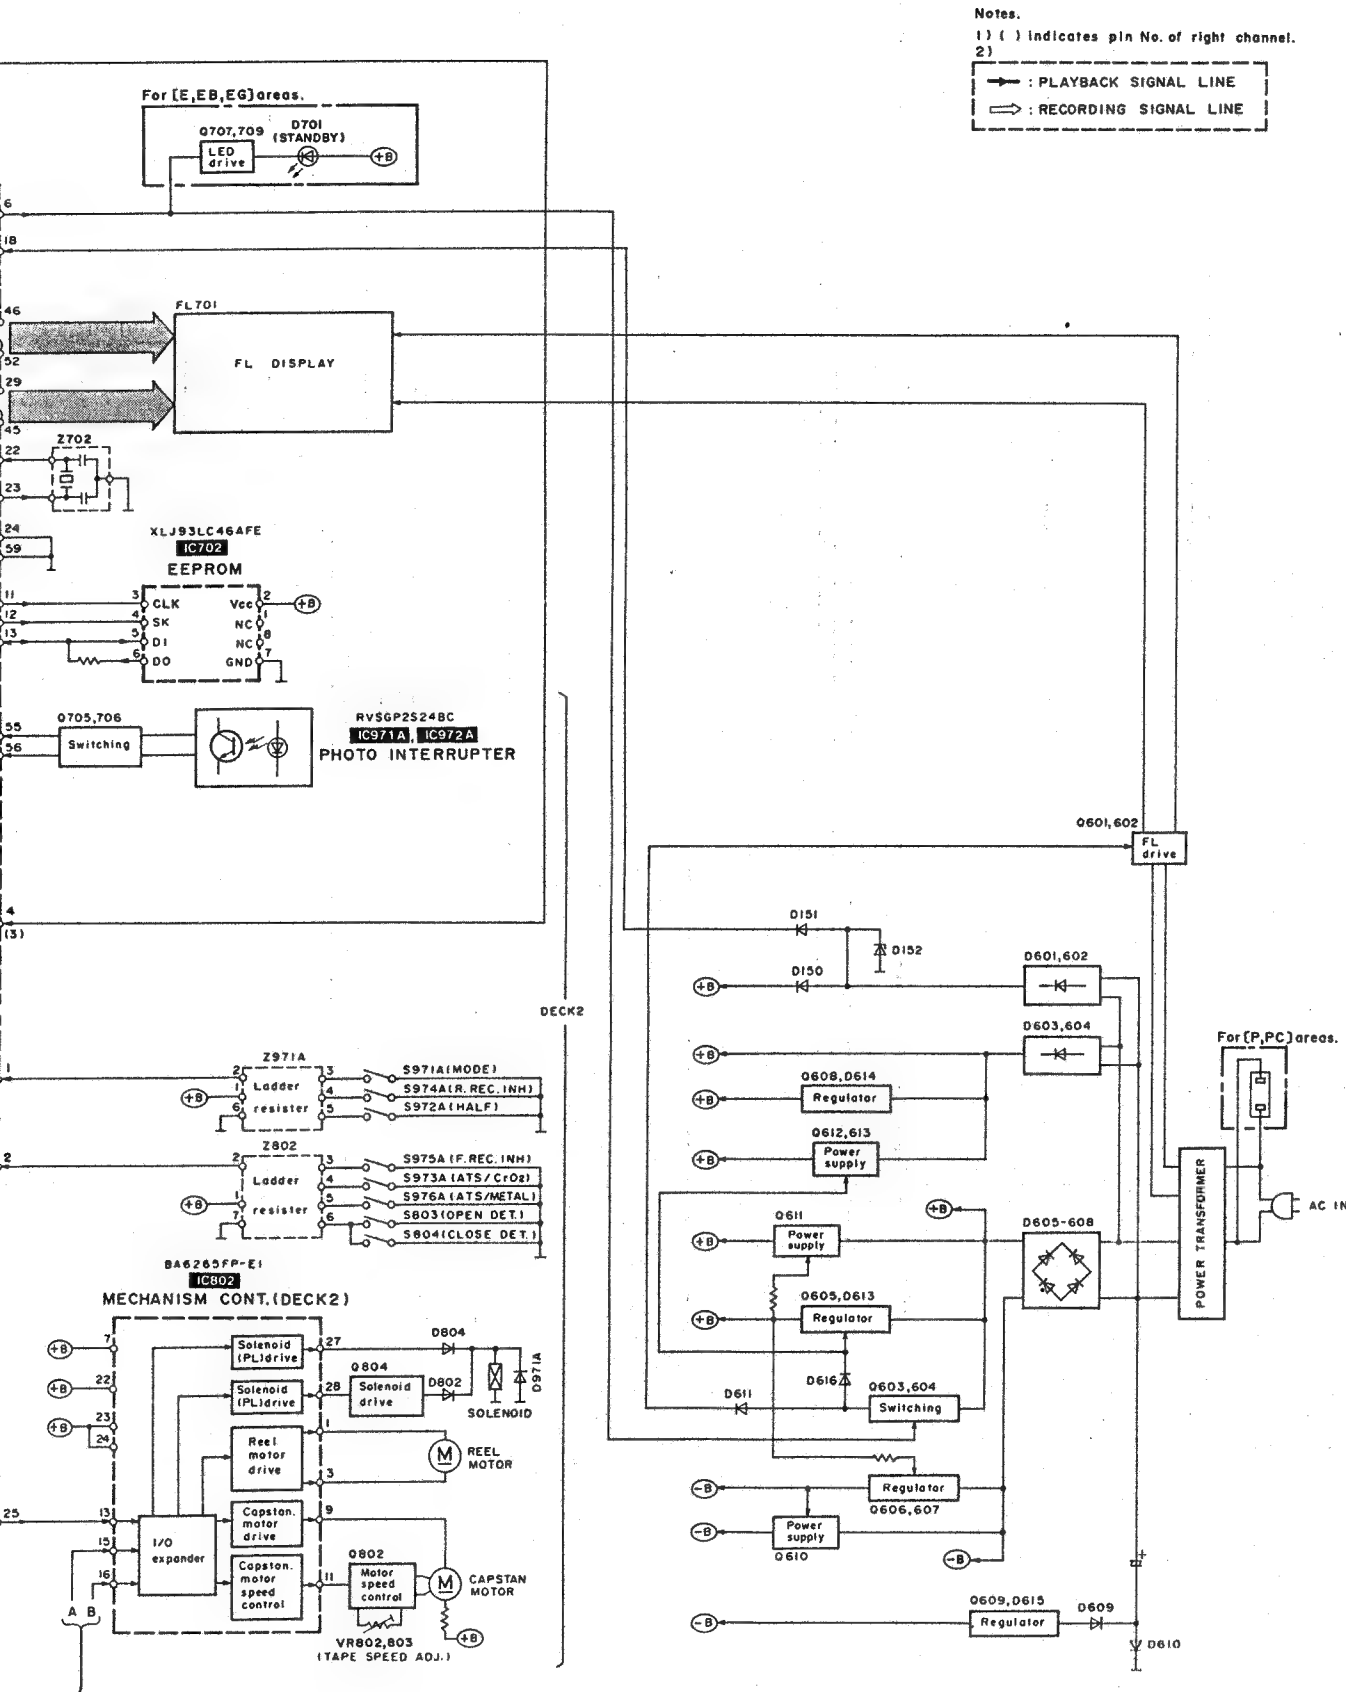 Notes.
1) ( ) indicates pin No. of right channel.
2)
: PLAYBACK SIGNAL LINE
: RECORDING SIGNAL LINE
For [E,EB,EG] areas.
Q707,709
LED
drive
D701
(STANDBY)
+B
6
18
46
52
29
45
FL701
FL DISPLAY
22
23
Z702
24
59
XLJ93LC46AFE
IC702
EEPROM
11
12
13
3
4
5
6
CLK
SK
DI
DO
Vcc
NC
NC
GND
2
1
8
7
+B
55
56
Q705,706
Switching
RVSGP2S24BC
IC971A, IC972A
PHOTO INTERRUPTER
4
(3)
DECK2
1
Z971A
2
1
6
Ladder
resister
3
4
5
+B
S971A(MODE)
S974A(R.REC.INH)
S972A(HALF)
2
Z802
2
1
7
Ladder
resister
3
4
5
6
+B
S975A(F.REC.INH)
S973A(ATS/CrO2)
S976A(ATS/METAL)
S803(OPEN DET.)
S804(CLOSE DET.)
BA6265FP-E1
IC802
MECHANISM CONT.(DECK2)
+B
7
+B
22
+B
23
24
25
13
15
16
A B
I/O
expander
Solenoid
(PL)drive
27
Solenoid
(PL)drive
28
Reel
motor
drive
1
3
Capstan.
motor
drive
9
Capstan.
motor
speed
control
11
D804
Q804
Solenoid
drive
D802
D971A
SOLENOID
M
REEL
MOTOR
Q802
Motor
speed
control
M
CAPSTAN
MOTOR
+B
VR802,803
(TAPE SPEED ADJ.)
Q601,602
FL
drive
D151
D152
D150
+B
D601,602
D603,604
+B
Q608,D614
Regulator
+B
Q612,613
Power
supply
+B
+B
Q611
Power
supply
+B
D605-608
Q605,D613
Regulator
+B
D616
D611
Q603,604
Switching
Regulator
Q606,607
-B
Power
supply
Q610
-B
-B
Q609,D615
Regulator
D609
-B
+
D610
For [P,PC] areas.
POWER TRANSFORMER
AC IN